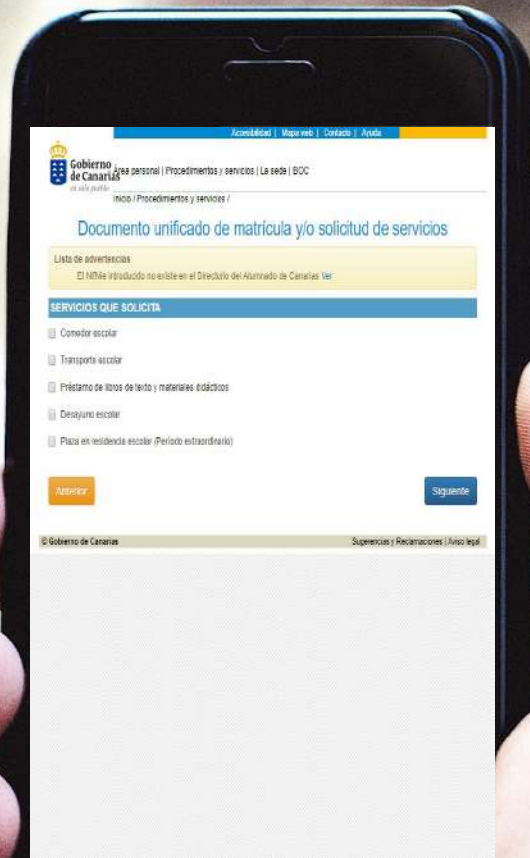 Accesibilidad | Mapa web | Contacto | Ayuda
Gobierno
de Canarias
Área personal | Procedimientos y servicios | La sede | BOC
Inicio / Procedimientos y servicios /
Documento unificado de matrícula y/o solicitud de servicios
Lista de advertencias
El NIF/Nie introducido no existe en el Directorio del Alumnado de Canarias Ver
SERVICIOS QUE SOLICITA
Comedor escolar
Transporte escolar
Préstamo de libros de texto y materiales didácticos
Desayuno escolar
Plaza en residencia escolar (Período extraordinario)
Anterior
Siguiente
© Gobierno de Canarias
Sugerencias y Reclamaciones | Aviso legal